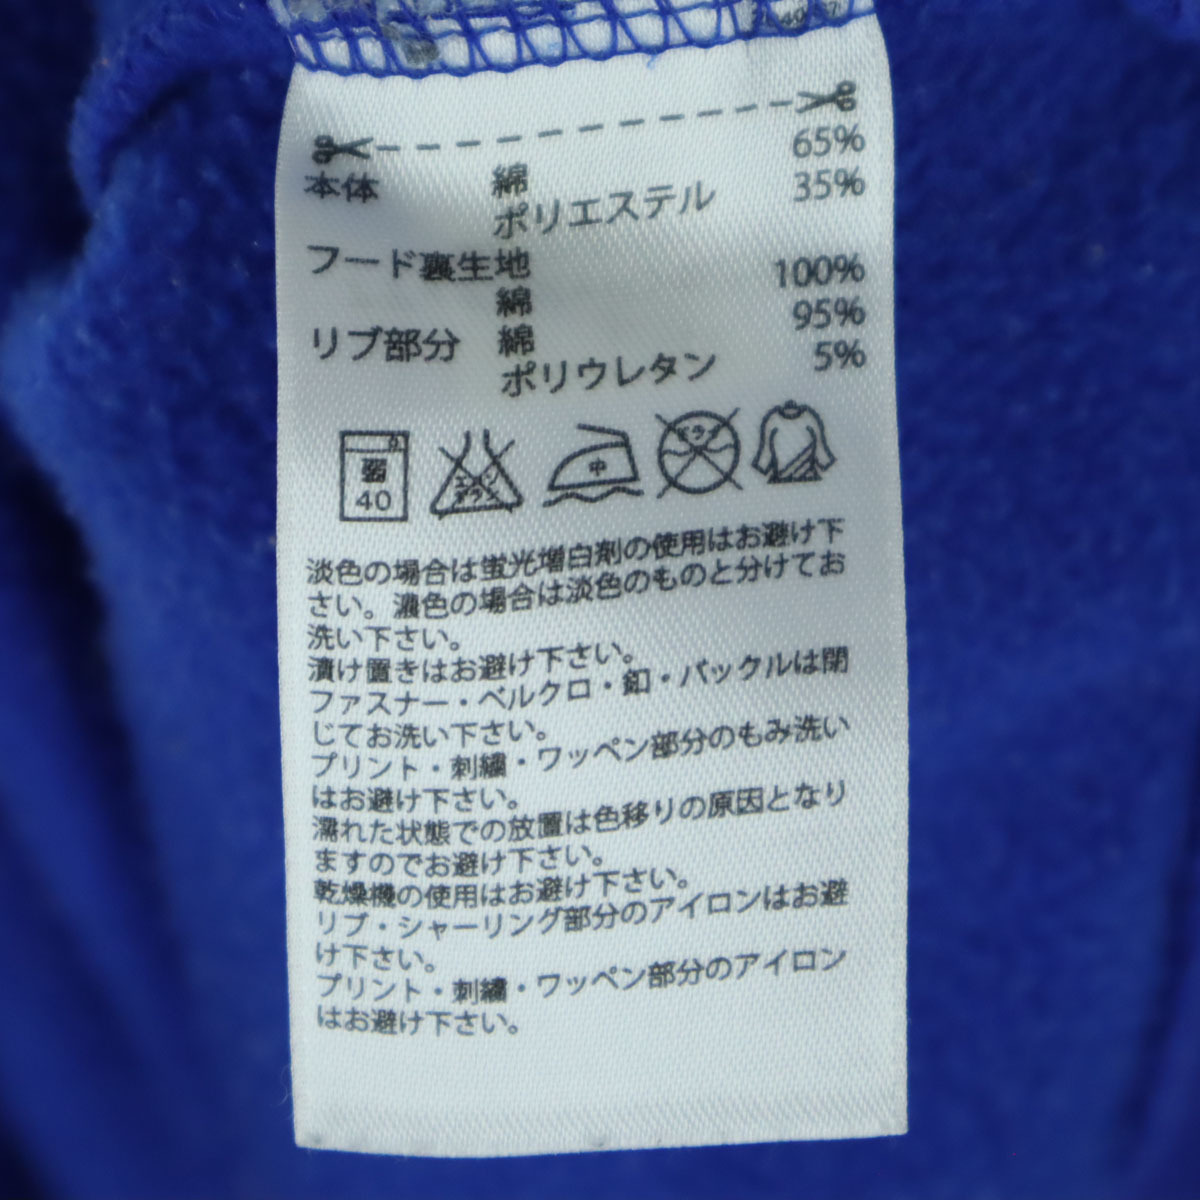 65%
本体 綿 35%
ポリエステル
フード裏生地 100%
綿 95%
リブ部分 綿 5%
ポリウレタン
弱
40
エンソ
サラシ
中
ドライ
淡色の場合は蛍光増白剤の使用はお避け下
さい。濃色の場合は淡色のものと分けてお
洗い下さい。
漬け置きはお避け下さい。
ファスナー・ベルクロ・釦・バックルは閉
じてお洗い下さい。
プリント・刺繍・ワッペン部分のもみ洗い
はお避け下さい。
濡れた状態での放置は色移りの原因となり
ますのでお避け下さい。
乾燥機の使用はお避け下さい。
リブ・シャーリング部分のアイロンはお避
け下さい。
プリント・刺繍・ワッペン部分のアイロン
はお避け下さい。